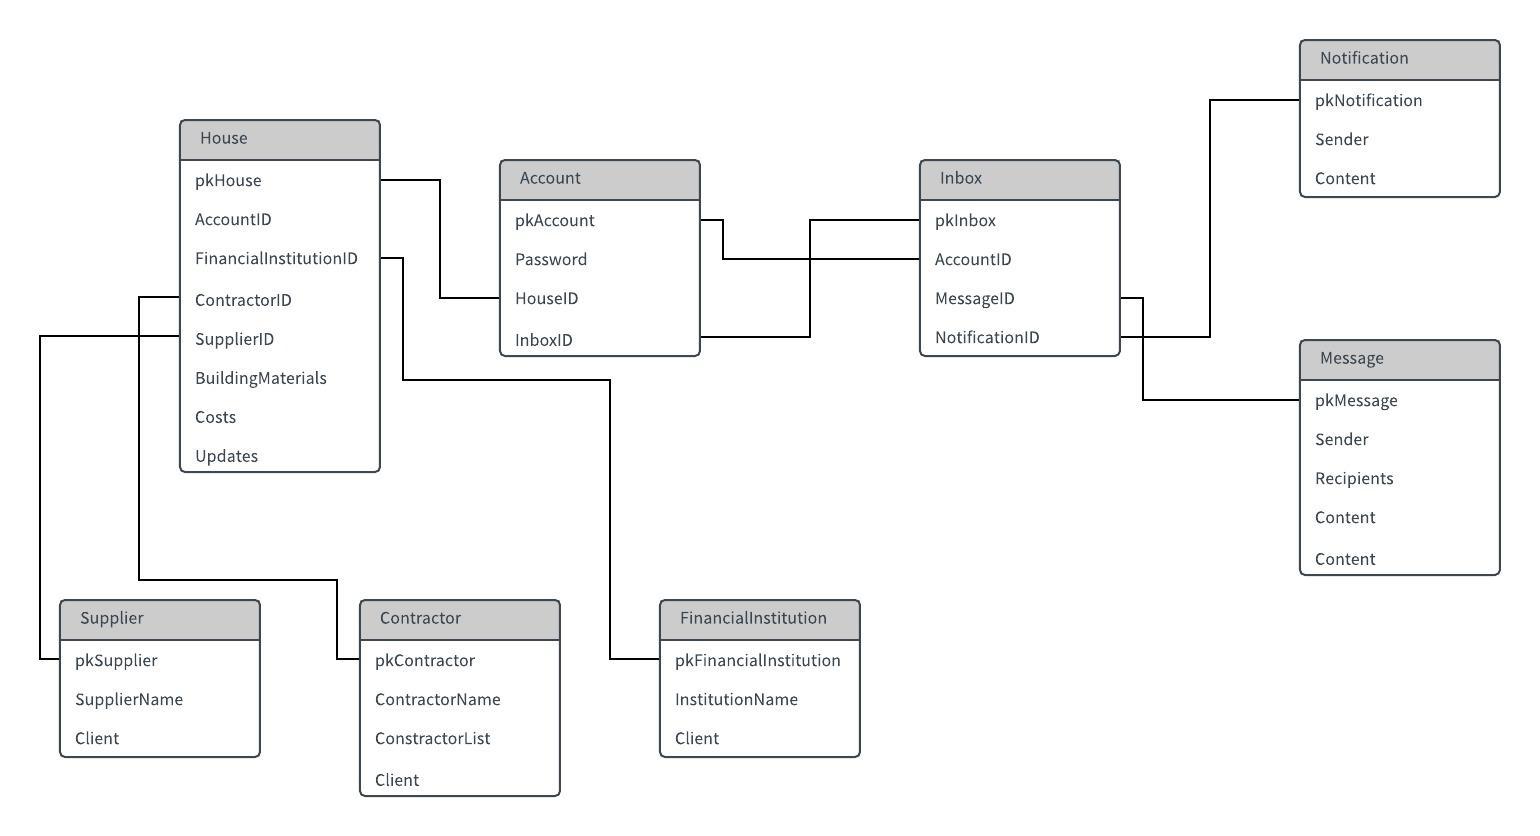 Notification
pkNotification
Sender
Content
House
pkHouse
AccountID
FinancialInstitutionID
ContractorID
SupplierID
BuildingMaterials
Costs
Updates
Account
pkAccount
Password
HouseID
InboxID
Inbox
pkInbox
AccountID
MessageID
NotificationID
Message
pkMessage
Sender
Recipients
Content
Content
Supplier
pkSupplier
SupplierName
Client
Contractor
pkContractor
ContractorName
ConstractorList
Client
FinancialInstitution
pkFinancialInstitution
InstitutionName
Client